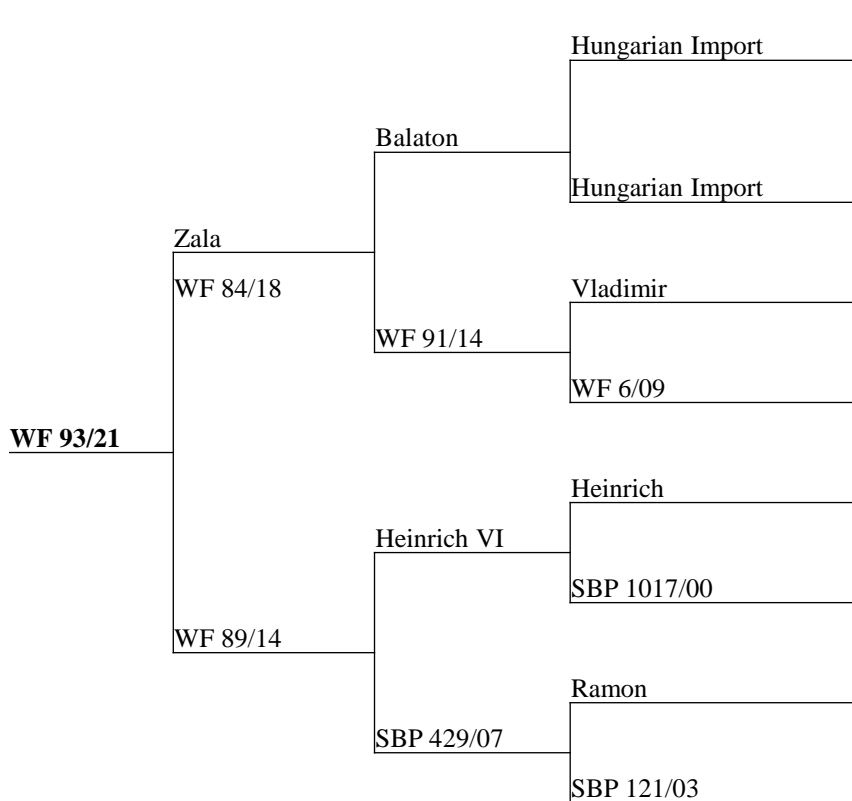 Hungarian Import
Balaton
Hungarian Import
Zala
WF 84/18
Vladimir
WF 91/14
WF 6/09
WF 93/21
Heinrich
Heinrich VI
SBP 1017/00
WF 89/14
Ramon
SBP 429/07
SBP 121/03